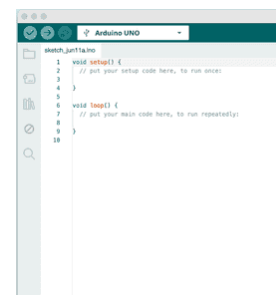 Arduino UNO
sketch_jun11a.ino
1 void setup() {
2 // put your setup code here, to run once:
3
4 }
5
6 void loop() {
7 // put your main code here, to run repeatedly:
8
9 }
10